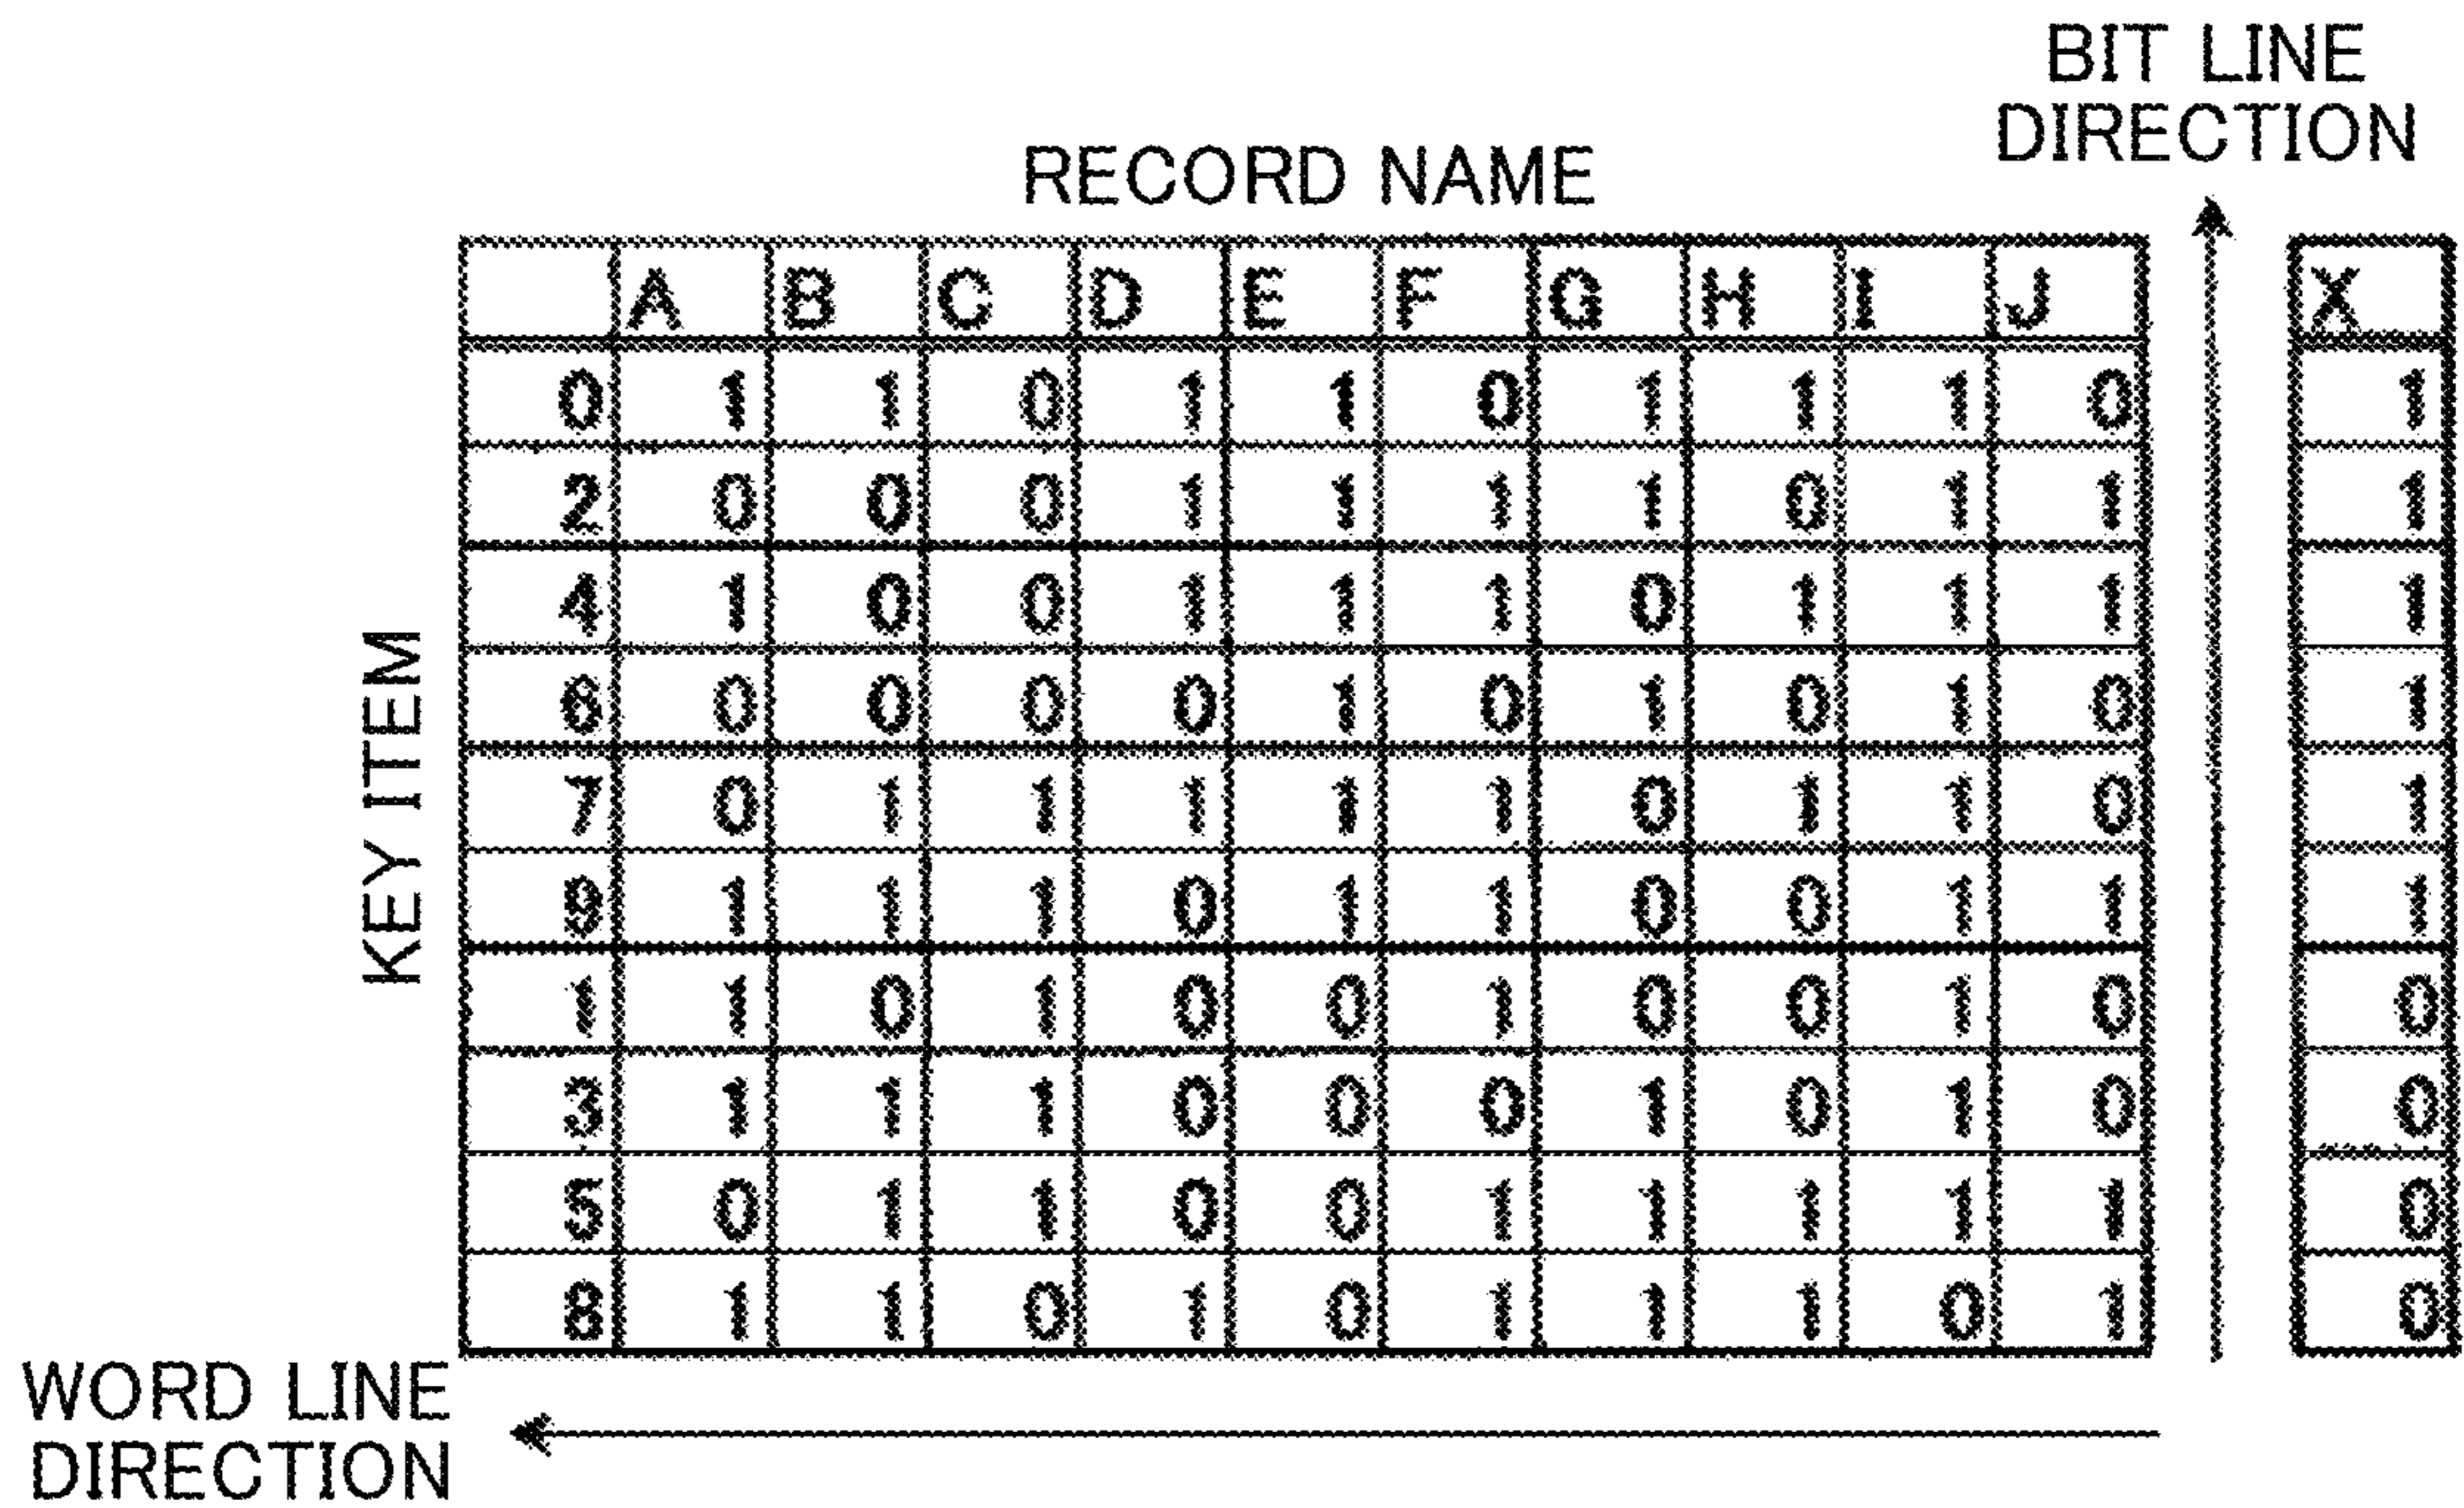 BIT LINE
DIRECTION
RECORD NAME
A B C D E F G H I J X
0 1 1 0 1 1 0 1 1 1 0 1
2 0 0 0 1 1 1 1 0 1 1 1
4 1 0 0 1 1 1 0 1 1 1 1
6 0 0 0 0 1 0 1 0 1 0 1
7 0 1 1 1 1 1 0 1 1 0 1
9 1 1 1 0 1 1 0 0 1 1 1
1 1 0 1 0 0 1 0 0 1 0 0
3 1 1 1 0 0 0 1 0 1 0 0
5 0 1 1 0 0 1 1 1 1 1 0
8 1 1 0 1 0 1 1 1 0 1 0
KEY ITEM
WORD LINE
DIRECTION